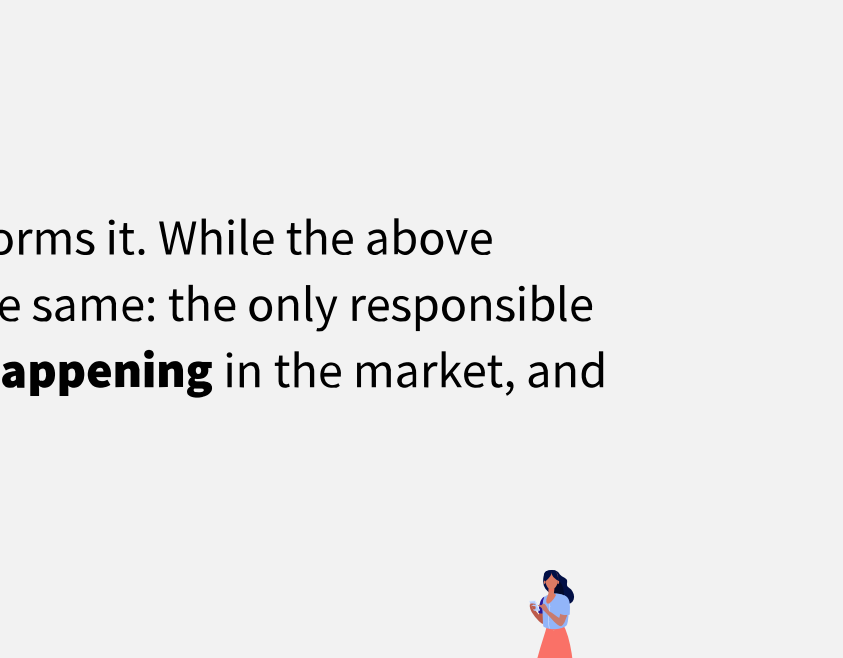 orms it. While the above
e same: the only responsible
appening in the market, and